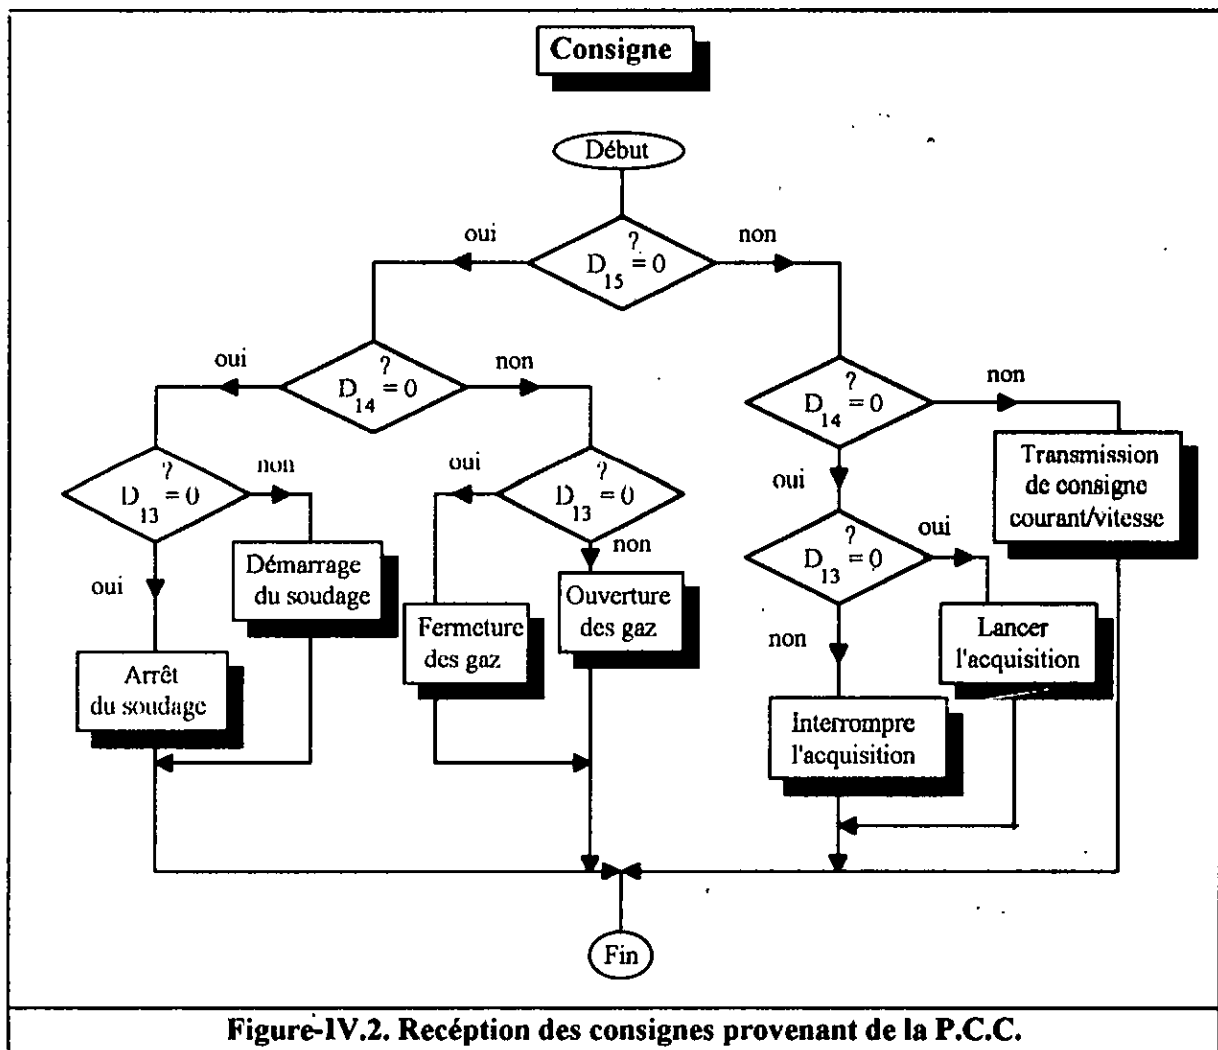 Consigne
Début
oui
?
D15 = 0
non
oui
?
D14 = 0
non
?
D14 = 0
non
?
D13 = 0
non
oui
?
D13 = 0
non
oui
Transmission
de consigne
courant/vitesse
?
D13 = 0
oui
oui
Démarrage
du soudage
Fermeture
des gaz
Ouverture
des gaz
non
Lancer
l'acquisition
Arrêt
du soudage
Interrompre
l'acquisition
Fin
Figure-IV.2. Recéption des consignes provenant de la P.C.C.